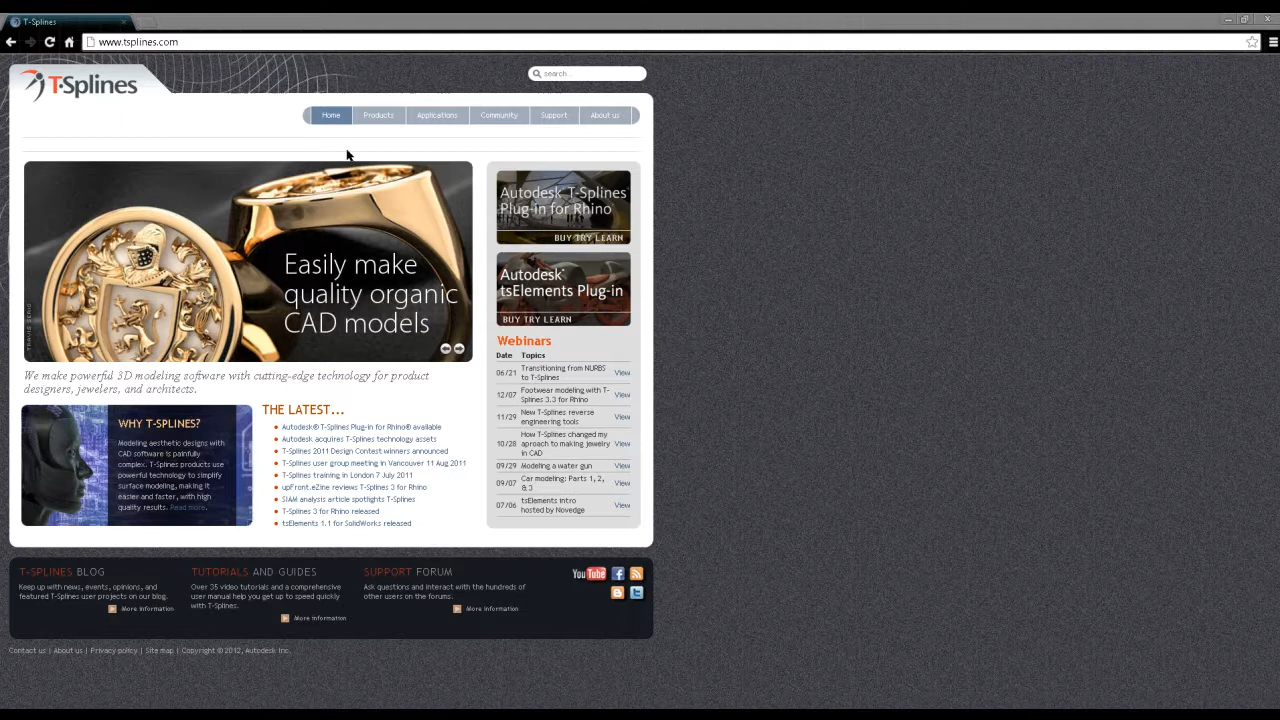 T-Splines
www.tsplines.com
T-Splines
search...
Home
Products
Applications
Community
Support
About us
Easily make
quality organic
CAD models
Autodesk T-Splines
Plug-in for Rhino
BUY TRY LEARN
Autodesk
tsElements Plug-in
BUY TRY LEARN
Webinars
Date Topics
06/21 Transitioning from NURBS to T-Splines View
12/07 Footwear modeling with T-Splines 3.3 for Rhino View
11/29 New T-Splines reverse engineering tools View
10/28 How T-Splines changed my aproach to making jewelry in CAD View
09/29 Modeling a water gun View
09/07 Car modeling: Parts 1, 2, & 3 View
07/06 tsElements intro hosted by Novedge View
We make powerful 3D modeling software with cutting-edge technology for product
designers, jewelers, and architects.
WHY T-SPLINES?
Modeling aesthetic designs with
CAD software is painfully
complex. T-Splines products use
powerful technology to simplify
surface modeling, making it
easier and faster, with high
quality results. Read more.
THE LATEST...
Autodesk® T-Splines Plug-in for Rhino® available
Autodesk acquires T-Splines technology assets
T-Splines 2011 Design Contest winners announced
T-Splines user group meeting in Vancouver 11 Aug 2011
T-Splines training in London 7 July 2011
upFront.eZine reviews T-Splines 3 for Rhino
SIAM analysis article spotlights T-Splines
T-Splines 3 for Rhino released
tsElements 1.1 for SolidWorks released
T-SPLINES BLOG
Keep up with news, events, opinions, and
featured T-Splines user projects on our blog.
More information
TUTORIALS AND GUIDES
Over 35 video tutorials and a comprehensive
user manual help you get up to speed quickly
with T-Splines.
More information
SUPPORT FORUM
Ask questions and interact with the hundreds of
other users on the forums.
More information
YouTube
Contact us | About us | Privacy policy | Site map | Copyright © 2012, Autodesk Inc.